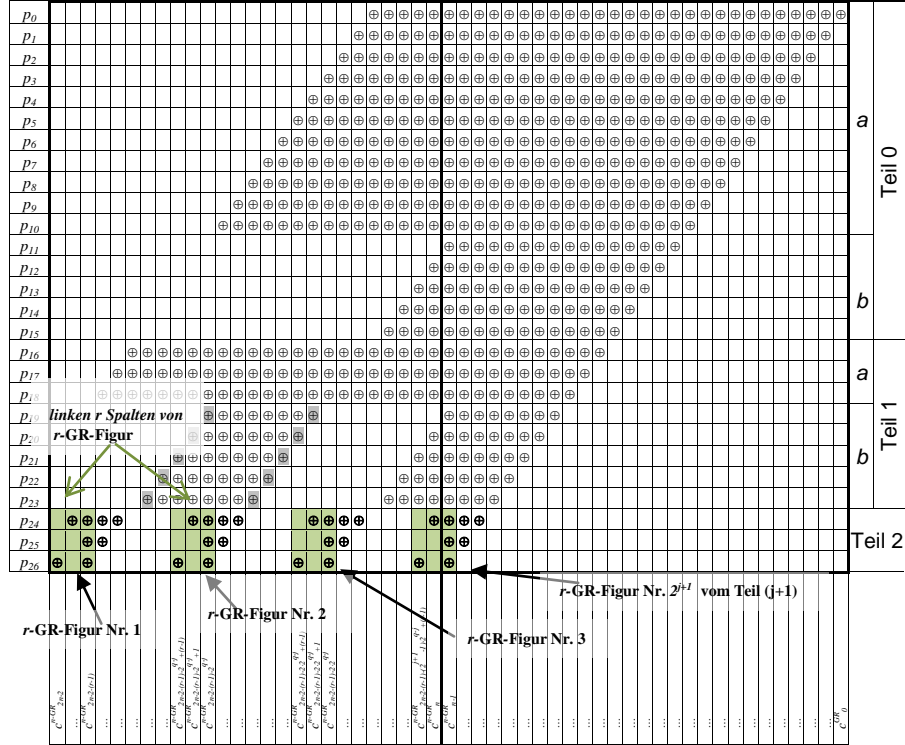 p0
p1
p2
p3
p4
p5
p6
p7
p8
p9
p10
p11
p12
p13
p14
p15
p16
p17
p18
p19
p20
p21
p22
p23
p24
p25
p26
a
b
Teil 0
a
b
Teil 1
Teil 2
linken r Spalten von
r-GR-Figur
r-GR-Figur Nr. 1
r-GR-Figur Nr. 2
r-GR-Figur Nr. 3
r-GR-Figur Nr. 2^{j+1} vom Teil (j+1)